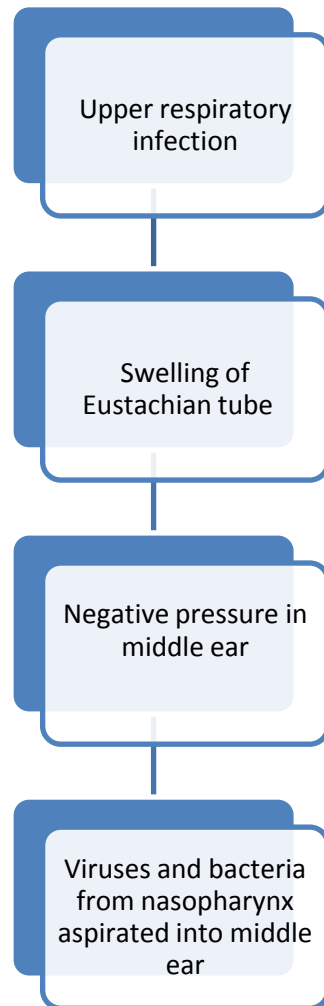 Upper respiratory
infection
Swelling of
Eustachian tube
Negative pressure in
middle ear
Viruses and bacteria
from nasopharynx
aspirated into middle
ear